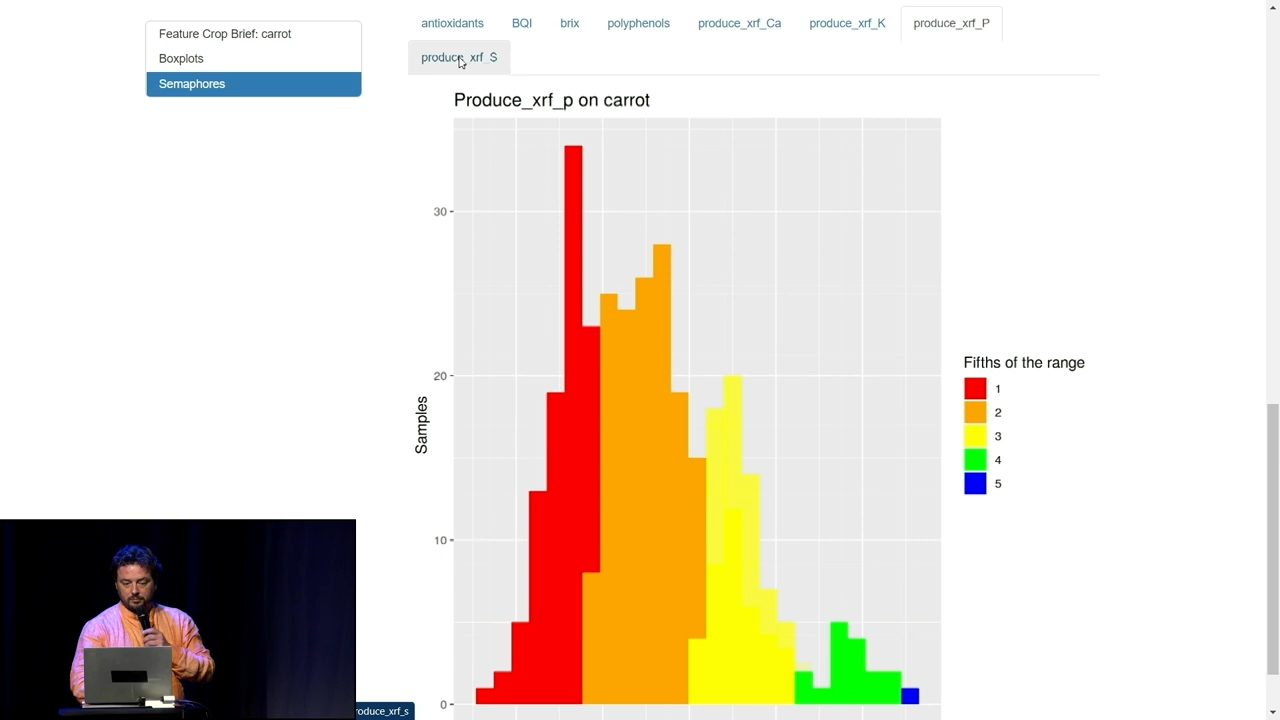 Feature Crop Brief: carrot
Boxplots
Semaphores
antioxidants BQI brix polyphenols produce_xrf_Ca produce_xrf_K produce_xrf_P
produce_xrf_S
Produce_xrf_p on carrot
Samples
30
20
10
0
Fifths of the range
1
2
3
4
5
roduce_xrf_s